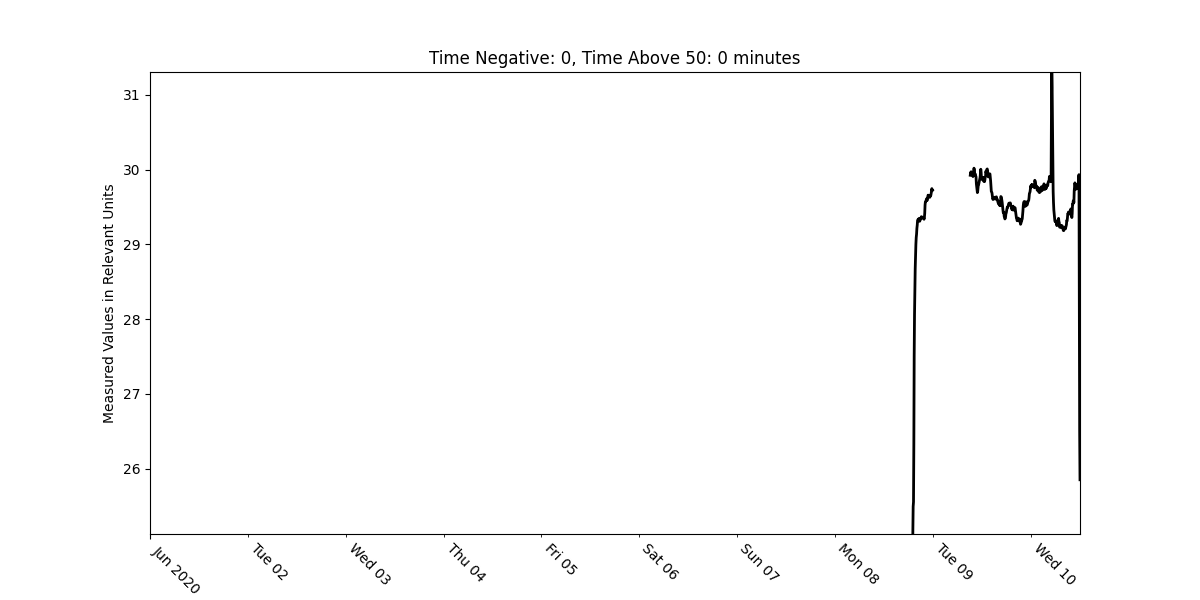 Time Negative: 0, Time Above 50: 0 minutes
31
30
29
28
27
26
Measured Values in Relevant Units
Jun 2020
Tue 02
Wed 03
Thu 04
Fri 05
Sat 06
Sun 07
Mon 08
Tue 09
Wed 10